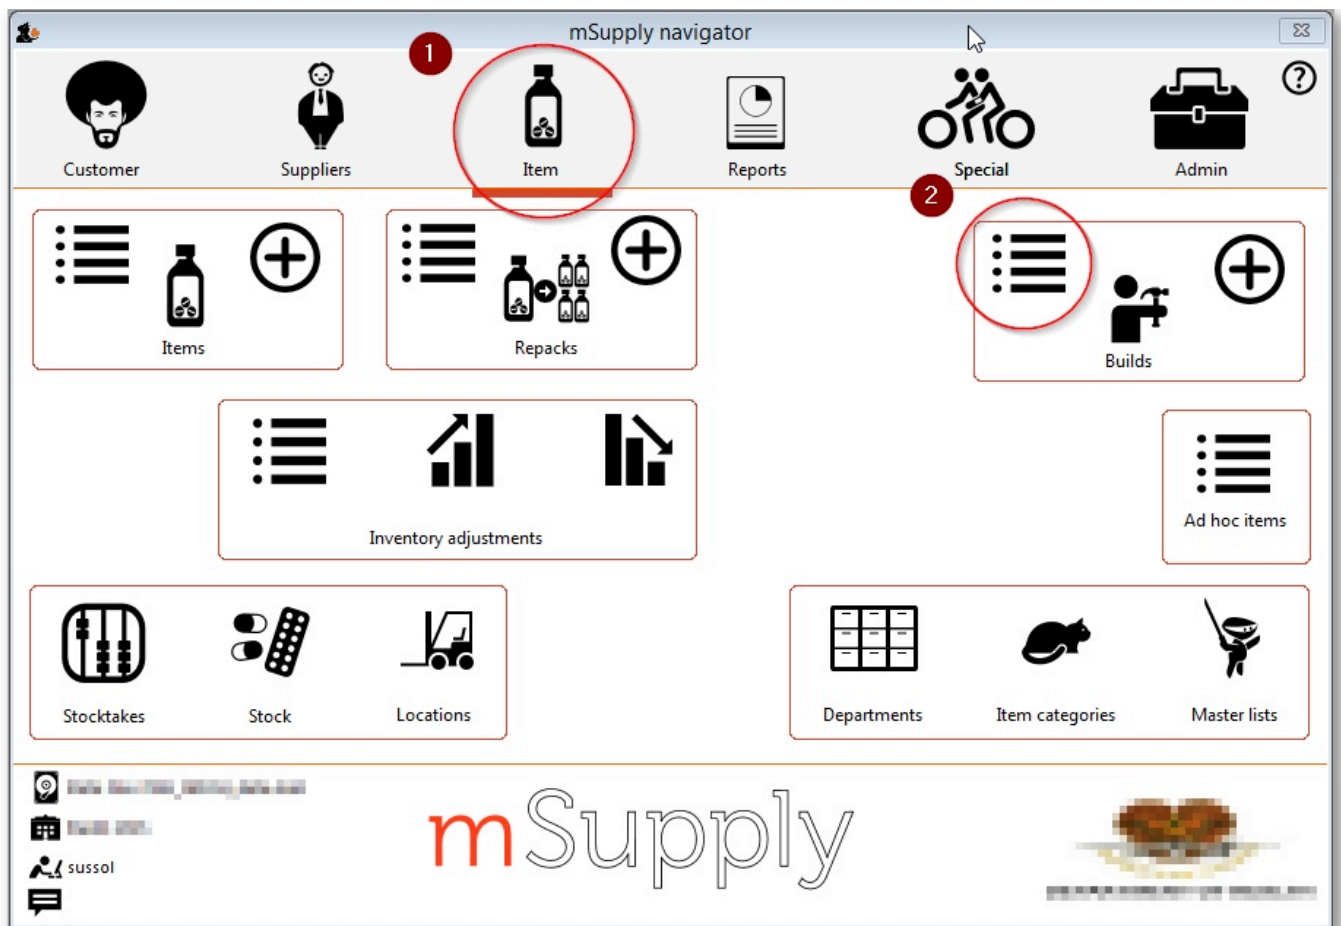 mSupply navigator
1
Customer
Suppliers
Item
Reports
Special
Admin
?
2
Items
Repacks
Builds
Inventory adjustments
Ad hoc items
Stocktakes
Stock
Locations
Departments
Item categories
Master lists
sussol
mSupply